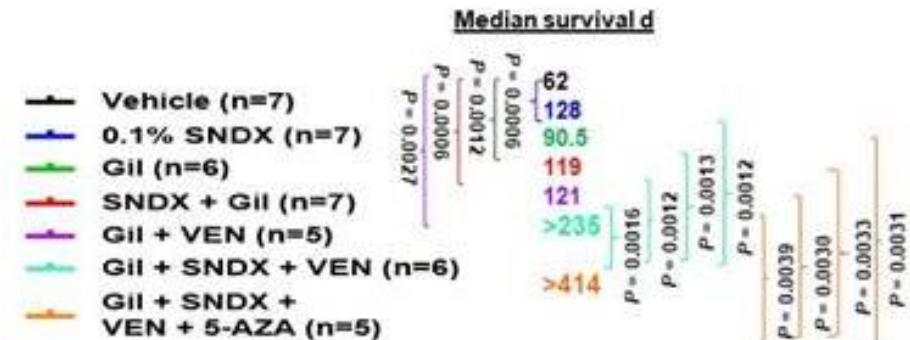 Median survival d
Vehicle (n=7)
0.1% SNDX (n=7)
Gil (n=6)
SNDX + Gil (n=7)
Gil + VEN (n=5)
Gil + SNDX + VEN (n=6)
Gil + SNDX +
VEN + 5-AZA (n=5)
P = 0.0027
P = 0.0006
P = 0.0012
P = 0.0006
62
128
90.5
119
121
>235
>414
P = 0.0016
P = 0.0012
P = 0.0013
P = 0.0012
P = 0.0039
P = 0.0030
P = 0.0033
P = 0.0031